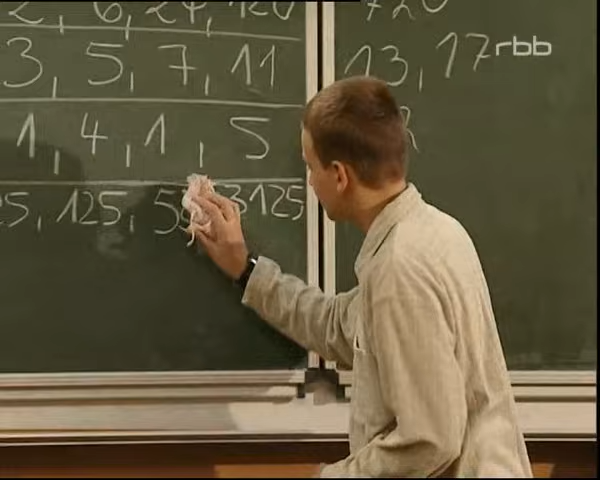 2, 6, 24, 120
, 720
rbb
3, 5, 7, 11
, 13, 17
1, 4, 1, 5
25, 125, 5 3125